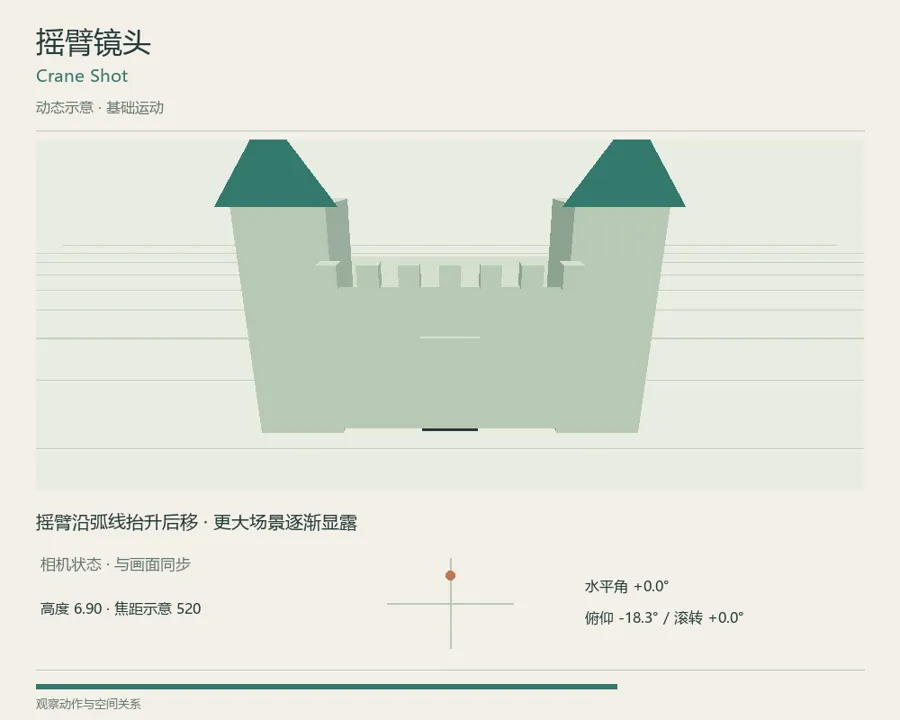 摇臂镜头
Crane Shot
动态示意 · 基础运动
摇臂沿弧线抬升后移 · 更大场景逐渐显露
相机状态 · 与画面同步
高度 6.90 · 焦距示意 520
水平角 +0.0°
俯仰 -18.3° / 滚转 +0.0°
观察动作与空间关系